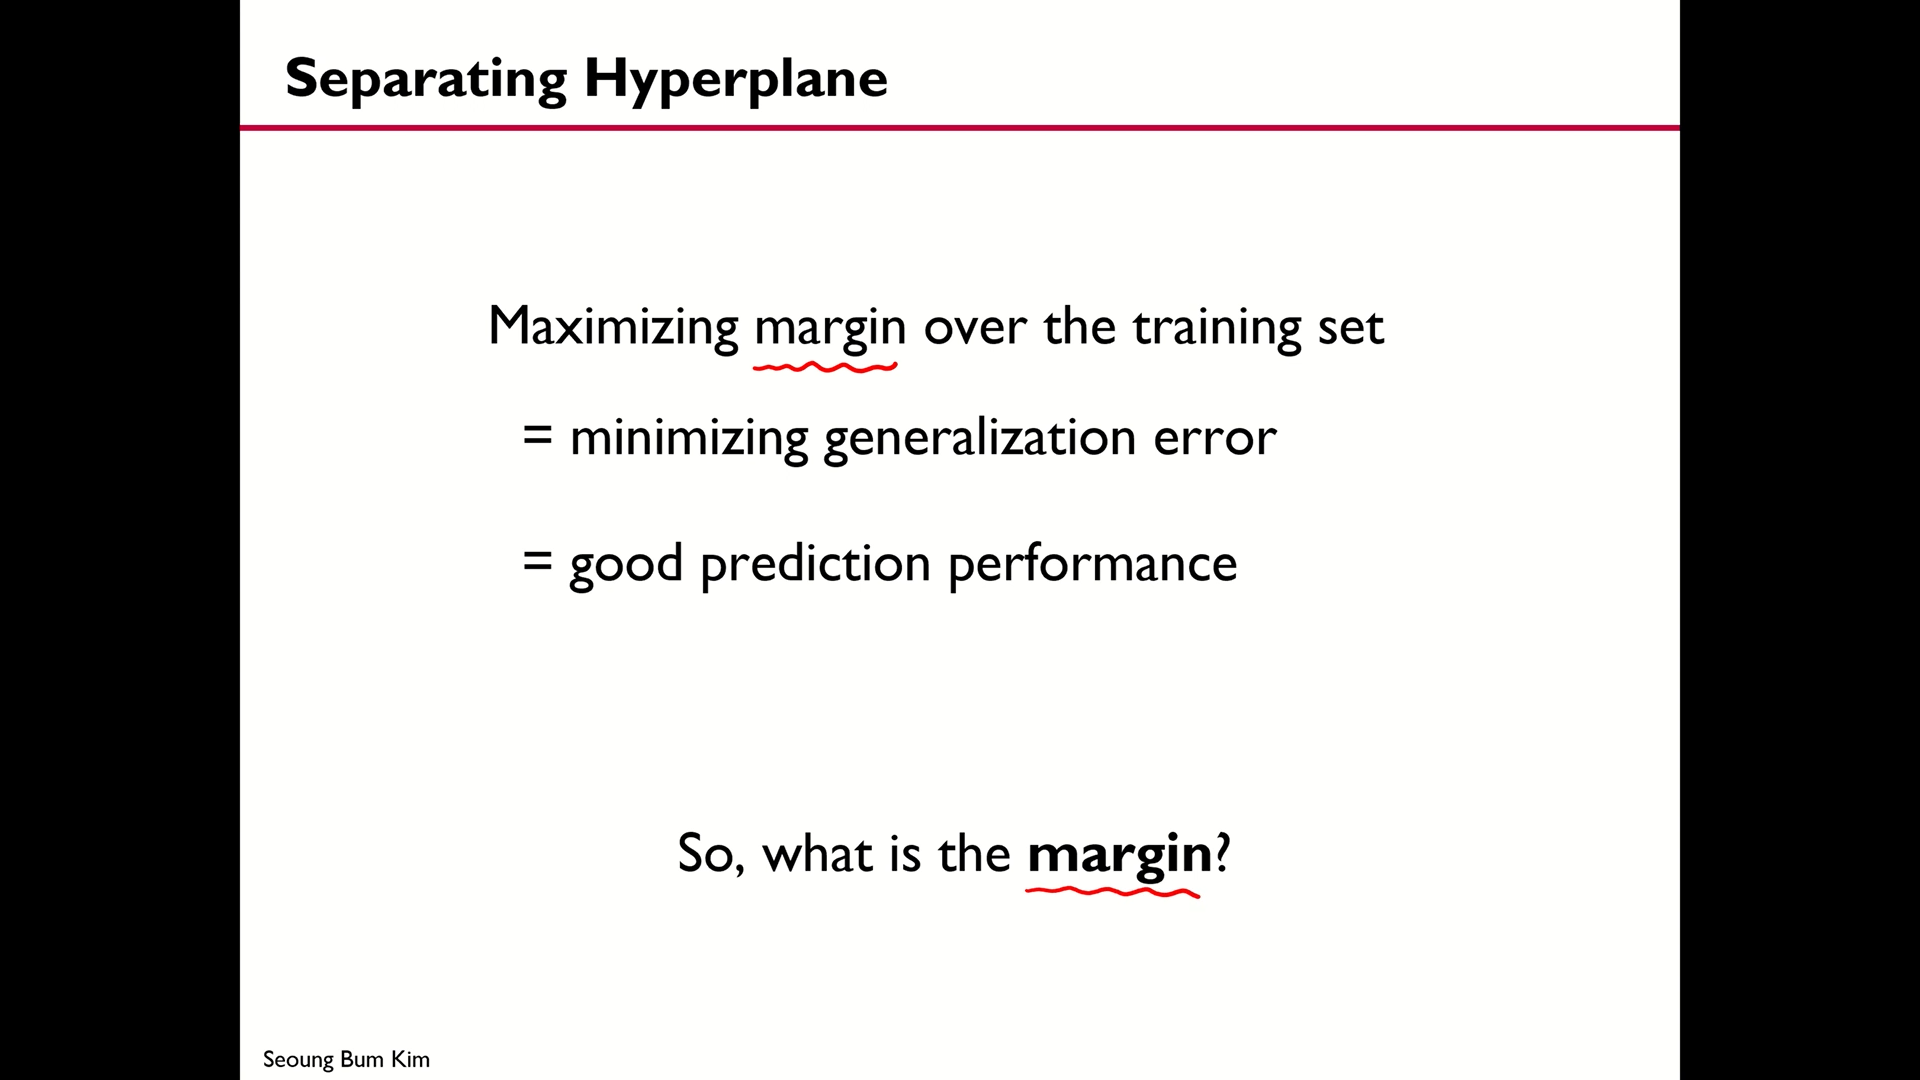 Separating Hyperplane
Maximizing margin over the training set
= minimizing generalization error
= good prediction performance
So, what is the margin?
Seoung Bum Kim